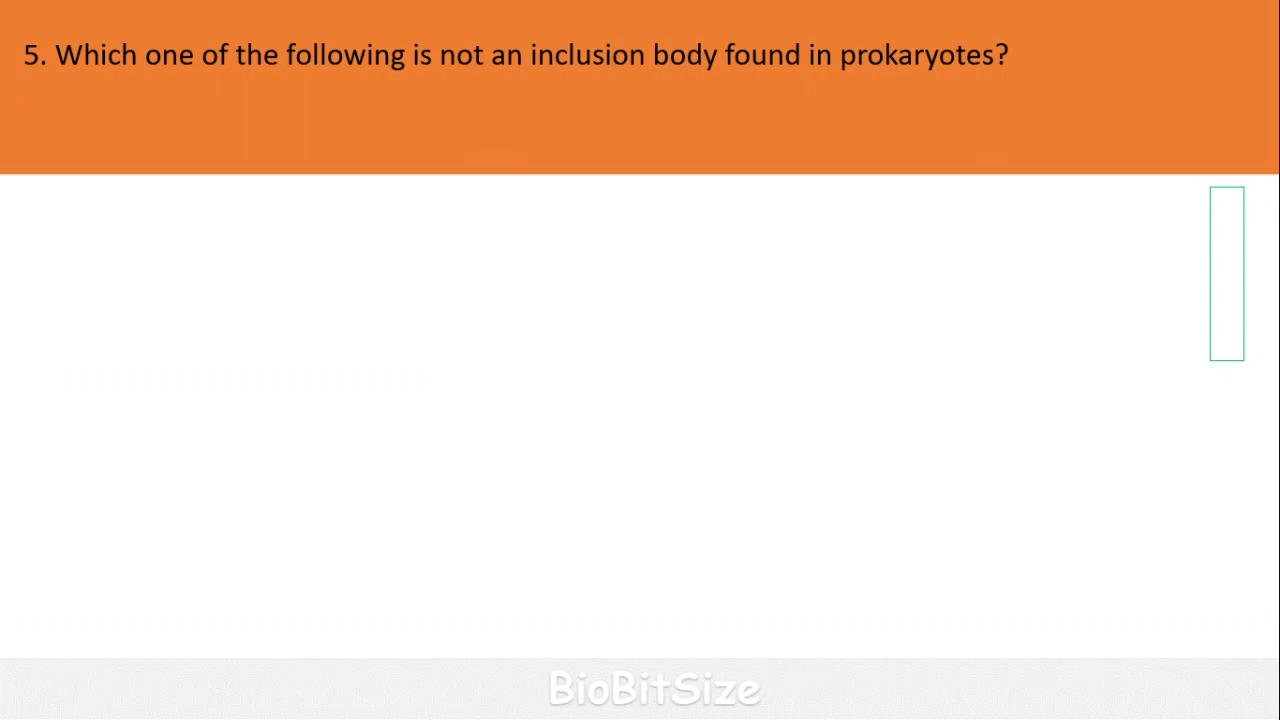 5. Which one of the following is not an inclusion body found in prokaryotes?
BioBitSize